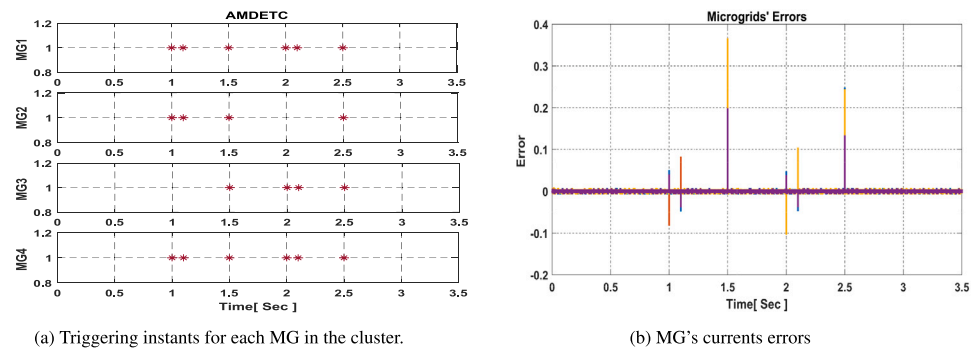 AMDETC
1.2
MG1
1
0.8
0 0.5 1 1.5 2 2.5 3 3.5
1.2
MG2
1
0.8
0 0.5 1 1.5 2 2.5 3 3.5
1.2
MG3
1
0.8
0 0.5 1 1.5 2 2.5 3 3.5
1.2
MG4
1
0.8
0 0.5 1 1.5 2 2.5 3 3.5
Time[ Sec ]
(a) Triggering instants for each MG in the cluster.
Microgrids' Errors
0.4
0.3
0.2
Error
0.1
0
-0.1
-0.2
0 0.5 1 1.5 2 2.5 3 3.5
Time[ Sec ]
(b) MG's currents errors